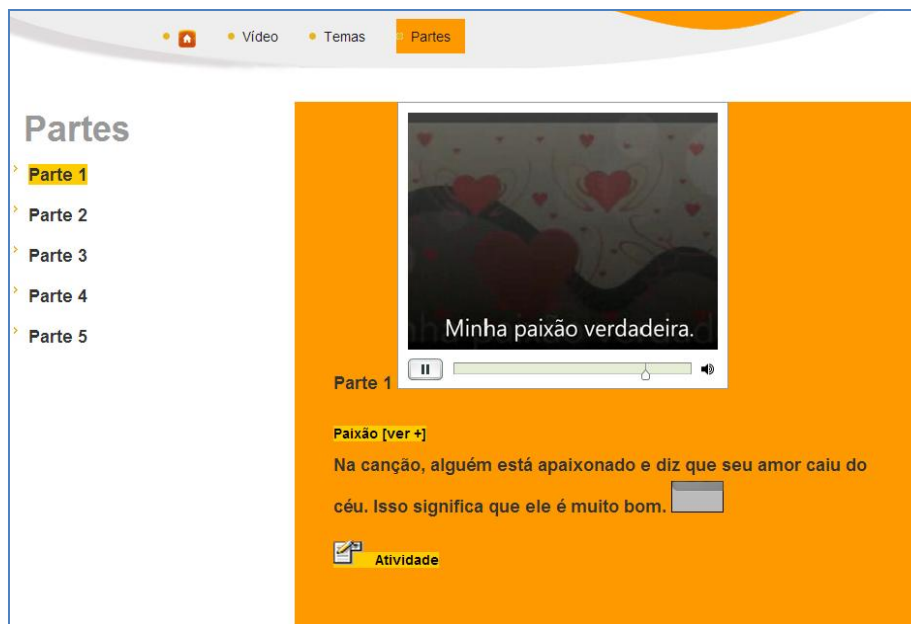 Vídeo
Temas
Partes
Partes
Parte 1
Parte 2
Parte 3
Parte 4
Parte 5
Minha paixão verdadeira.
Parte 1
Paixão [ver +]
Na canção, alguém está apaixonado e diz que seu amor caiu do
céu. Isso significa que ele é muito bom.
Atividade